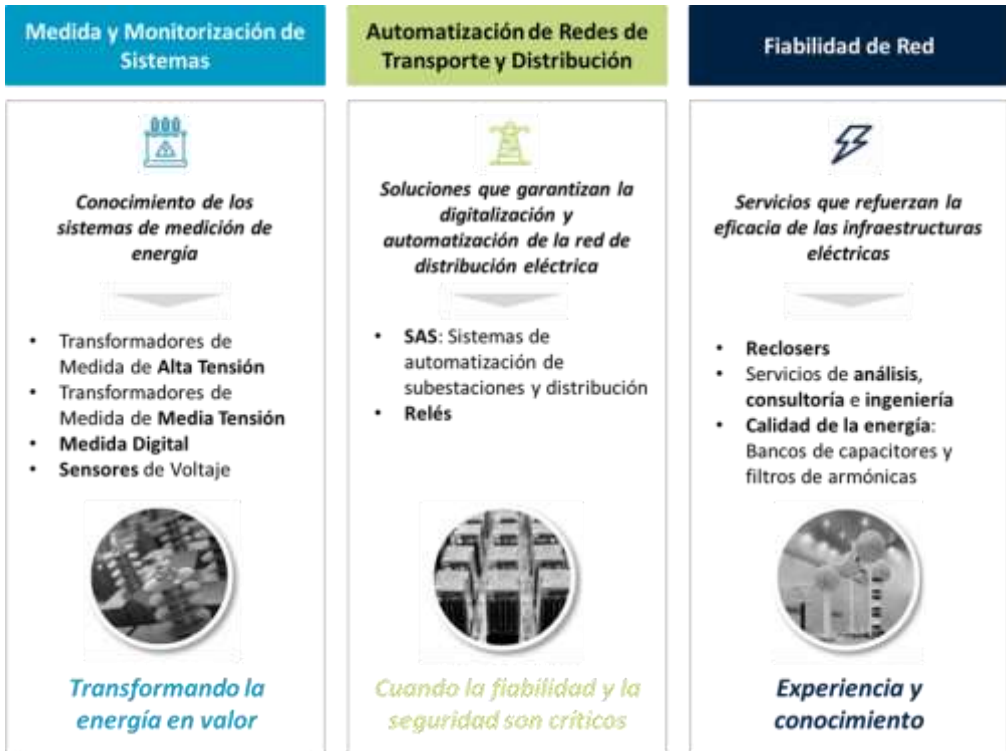 Medida y Monitorización de
Sistemas
Conocimiento de los
sistemas de medición de
energía
• Transformadores de
Medida de Alta Tensión
• Transformadores de
Medida de Media Tensión
• Medida Digital
• Sensores de Voltaje
Transformando la
energía en valor
Automatización de Redes de
Transporte y Distribución
Soluciones que garantizan la
digitalización y
automatización de la red de
distribución eléctrica
• SAS: Sistemas de
automatización de
subestaciones y distribución
• Relés
Cuando la fiabilidad y la
seguridad son críticos
Fiabilidad de Red
Servicios que refuerzan la
eficacia de las infraestructuras
eléctricas
• Reclosers
• Servicios de análisis,
consultoría e ingeniería
• Calidad de la energía:
Bancos de capacitores y
filtros de armónicas
Experiencia y
conocimiento